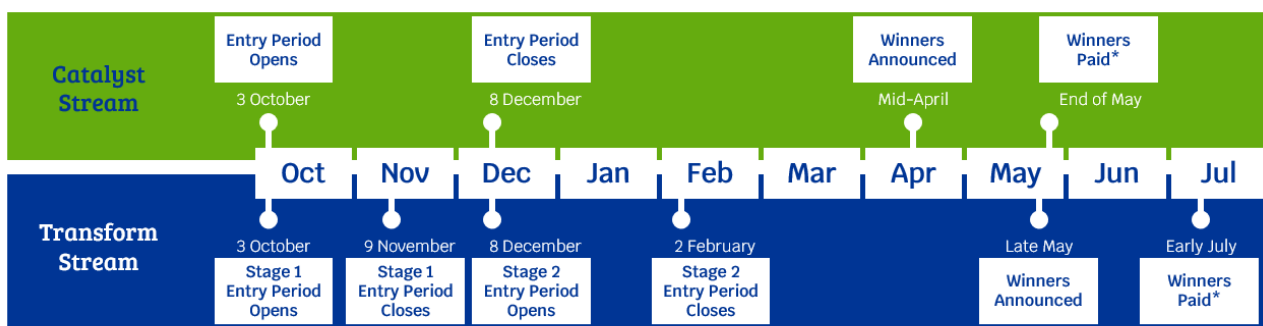 Catalyst
Stream
Entry Period
Opens
3 October
Entry Period
Closes
8 December
Winners
Announced
Mid-April
Winners
Paid*
End of May
Oct
Nov
Dec
Jan
Feb
Mar
Apr
May
Jun
Jul
Transform
Stream
3 October
Stage 1
Entry Period
Opens
9 November
Stage 1
Entry Period
Closes
8 December
Stage 2
Entry Period
Opens
2 February
Stage 2
Entry Period
Closes
Late May
Winners
Announced
Early July
Winners
Paid*